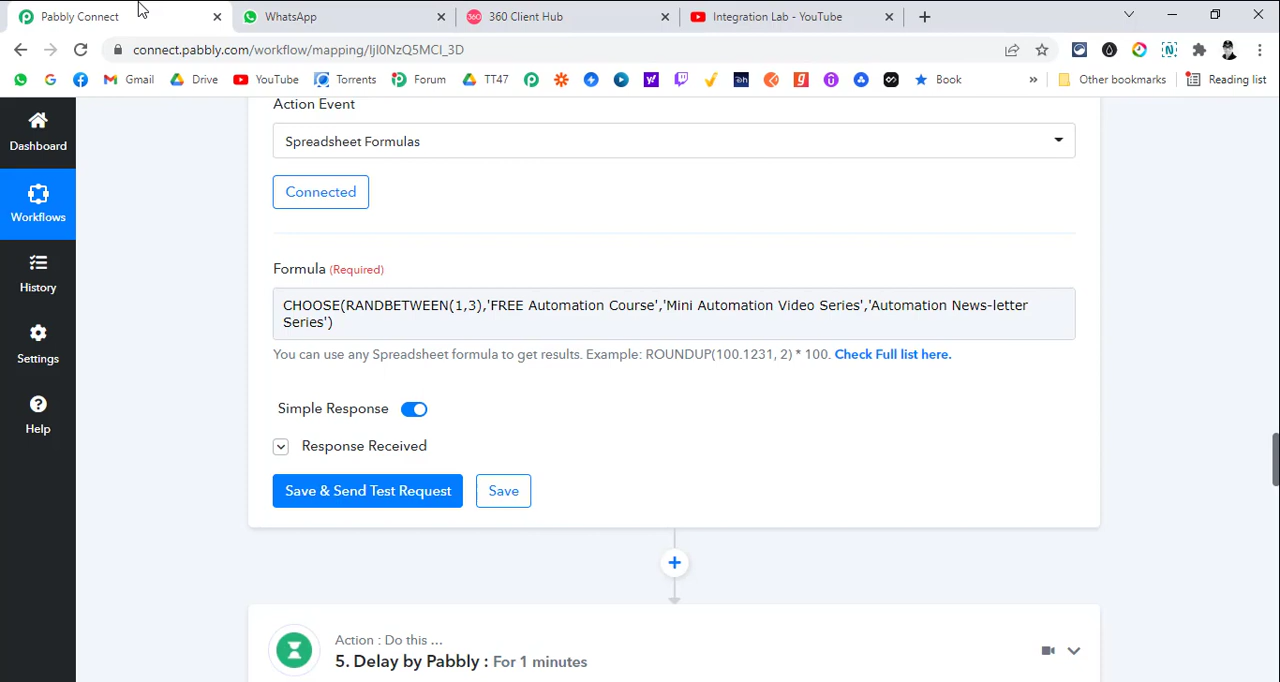 Pabbly Connect
WhatsApp
360 Client Hub
Integration Lab - YouTube
connect.pabbly.com/workflow/mapping/IjI0NzQ5MCI_3D
Gmail
Drive
YouTube
Torrents
Forum
TT47
Book
»
Other bookmarks
Reading list
Dashboard
Workflows
History
Settings
Help
Action Event
Spreadsheet Formulas
Connected
Formula (Required)
CHOOSE(RANDBETWEEN(1,3),'FREE Automation Course','Mini Automation Video Series','Automation News-letter
Series')
You can use any Spreadsheet formula to get results. Example: ROUNDUP(100.1231, 2) * 100. Check Full list here.
Simple Response
Response Received
Save & Send Test Request
Save
Action : Do this ...
5. Delay by Pabbly : For 1 minutes